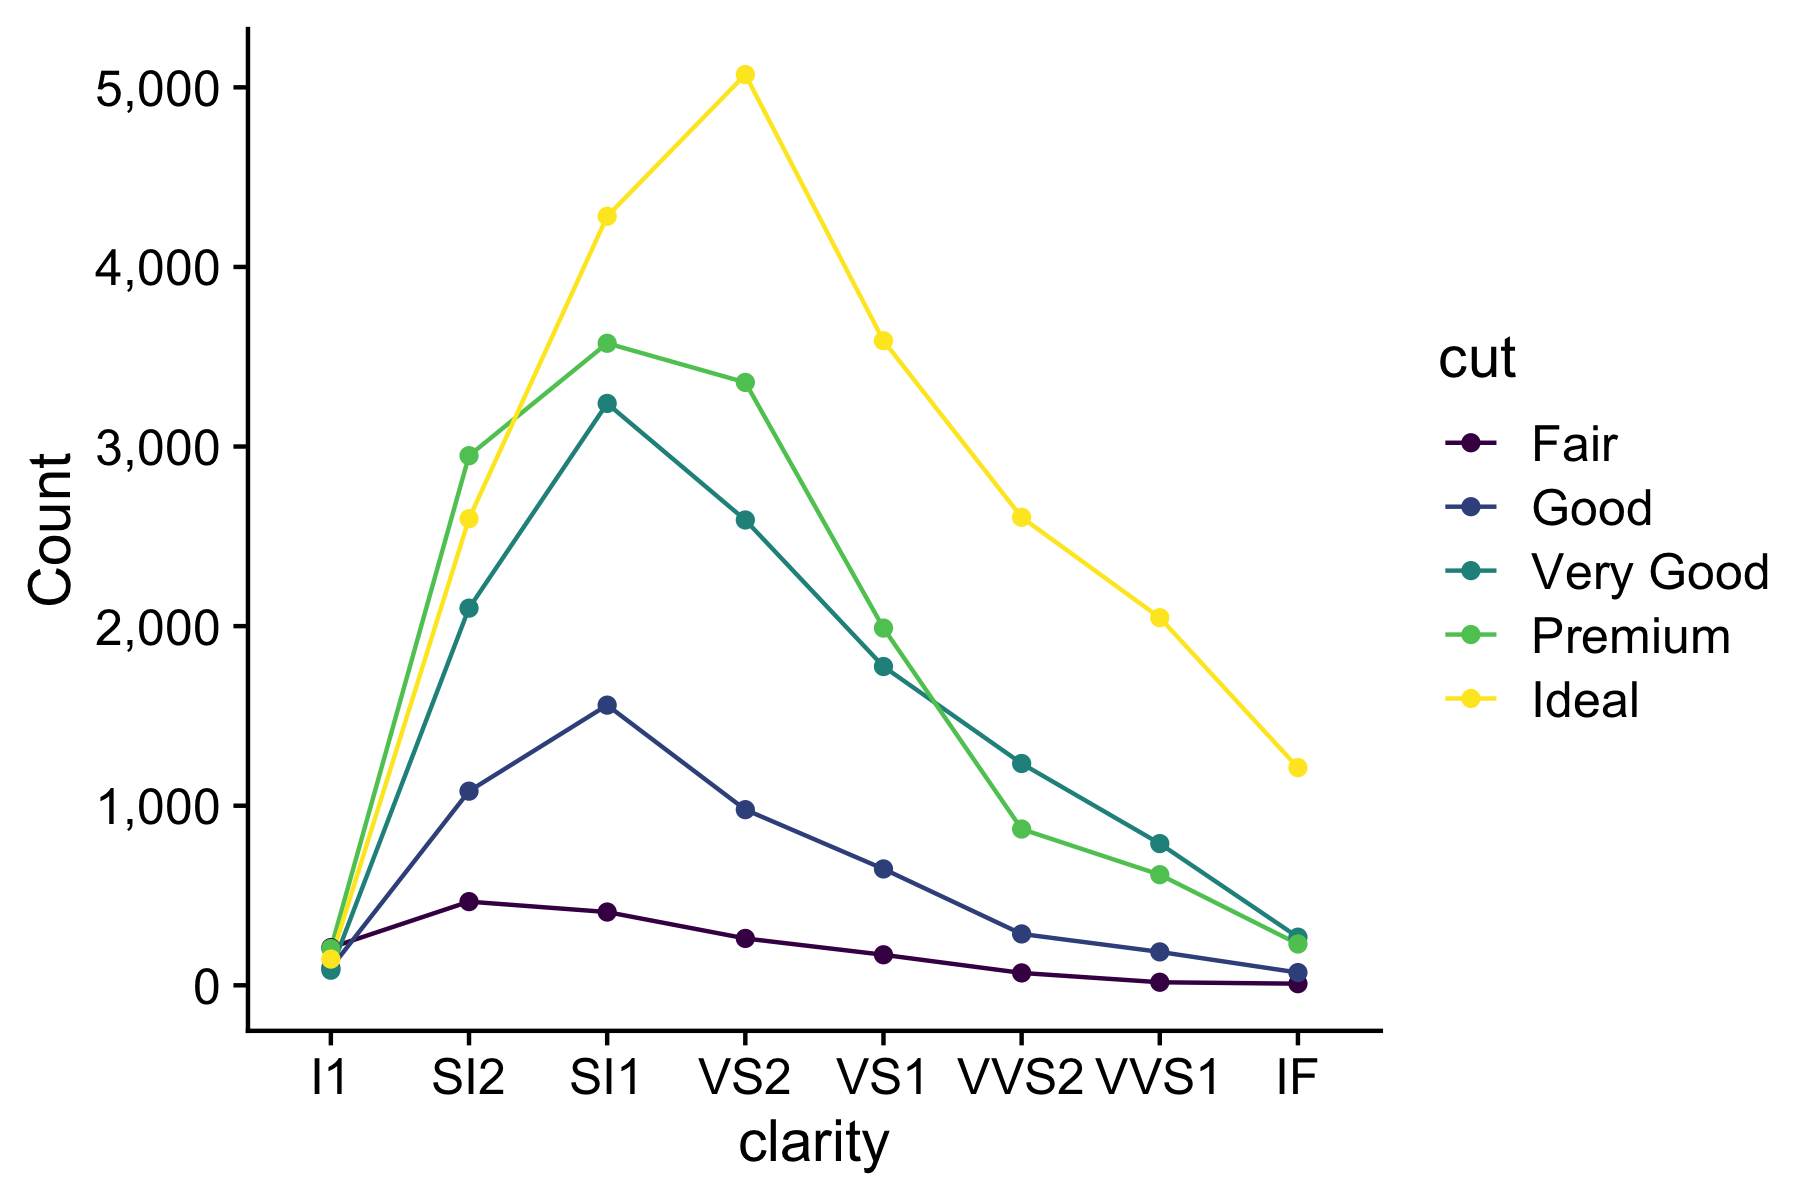 5,000
4,000
3,000
2,000
1,000
0
Count
I1 SI2 SI1 VS2 VS1 VVS2 VVS1 IF
clarity
cut
Fair
Good
Very Good
Premium
Ideal